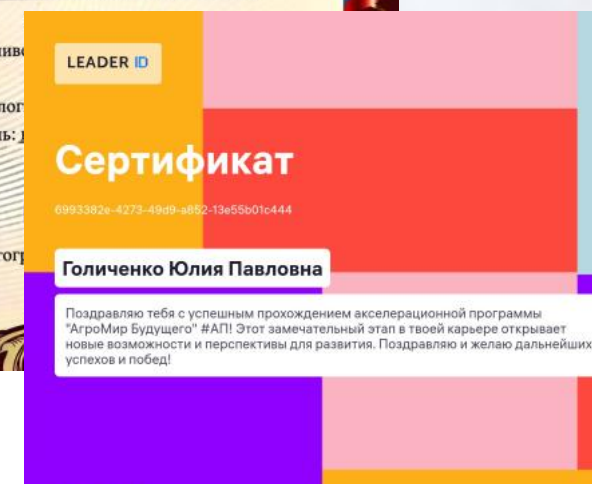 LEADER ID
Сертификат
6993382e-4273-49d9-a852-13e55b01c444
Голиченко Юлия Павловна
Поздравляю тебя с успешным прохождением акселерационной программы
"АгроМир Будущего" #АП! Этот замечательный этап в твоей карьере открывает
новые возможности и перспективы для развития. Поздравляю и желаю дальнейших
успехов и побед!